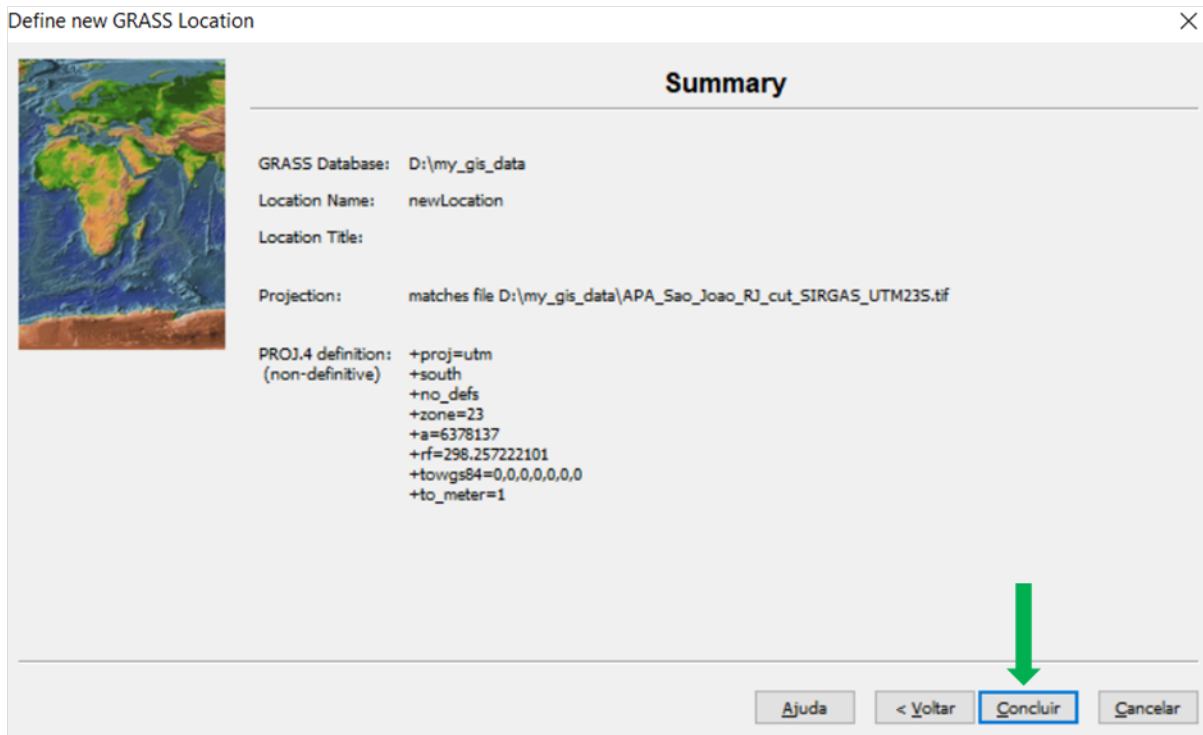 Define new GRASS Location
Summary
GRASS Database: D:\my_gis_data
Location Name: newLocation
Location Title:
Projection: matches file D:\my_gis_data\APA_Sao_Joao_RJ_cut_SIRGAS_UTM23S.tif
PROJ.4 definition: +proj=utm
(non-definitive) +south
+no_defs
+zone=23
+a=6378137
+rf=298.257222101
+towgs84=0,0,0,0,0,0,0
+to_meter=1
Ajuda < Voltar Concluir Cancelar